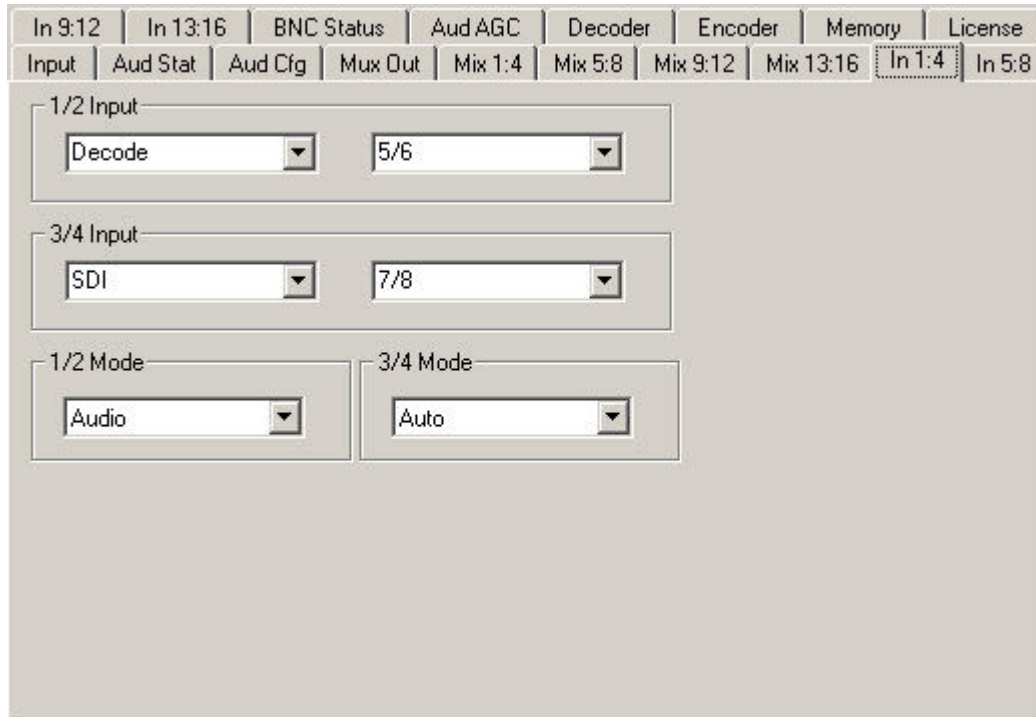 In 9:12 In 13:16 BNC Status Aud AGC Decoder Encoder Memory License
Input Aud Stat Aud Cfg Mux Out Mix 1:4 Mix 5:8 Mix 9:12 Mix 13:16 In 1:4 In 5:8
1/2 Input
Decode 5/6
3/4 Input
SDI 7/8
1/2 Mode 3/4 Mode
Audio Auto